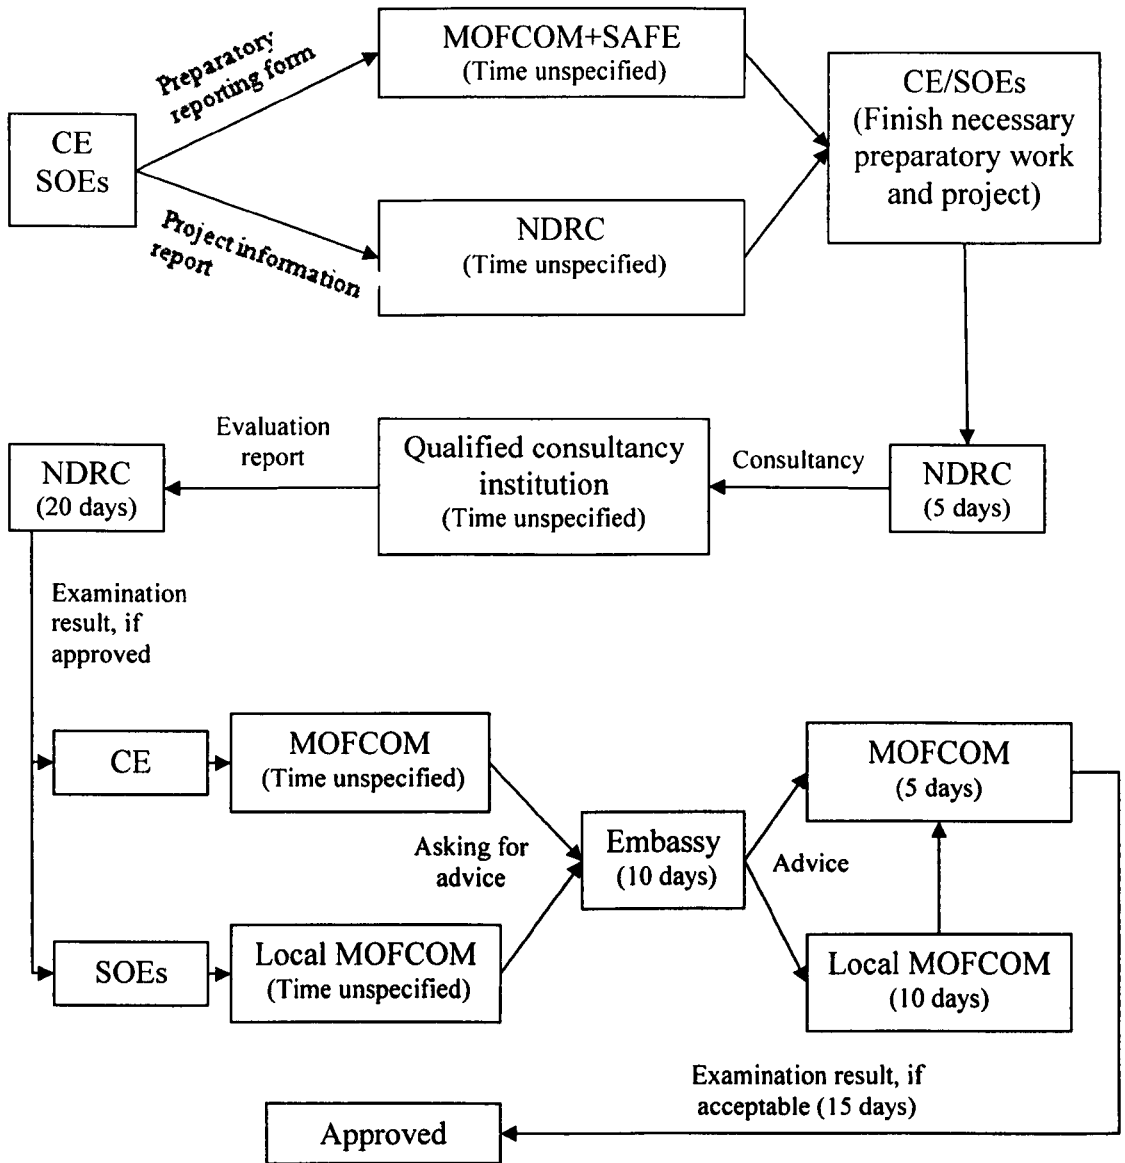 Preparatory
reporting form
MOFCOM+SAFE
(Time unspecified)
CE
SOEs
CE/SOEs
(Finish necessary
preparatory work
and project)
Project information
report
NDRC
(Time unspecified)
NDRC
(20 days)
Evaluation
report
Qualified consultancy
institution
(Time unspecified)
Consultancy
NDRC
(5 days)
Examination
result, if
approved
CE
MOFCOM
(Time unspecified)
Asking for
advice
Embassy
(10 days)
Advice
MOFCOM
(5 days)
SOEs
Local MOFCOM
(Time unspecified)
Local MOFCOM
(10 days)
Examination result, if
acceptable (15 days)
Approved